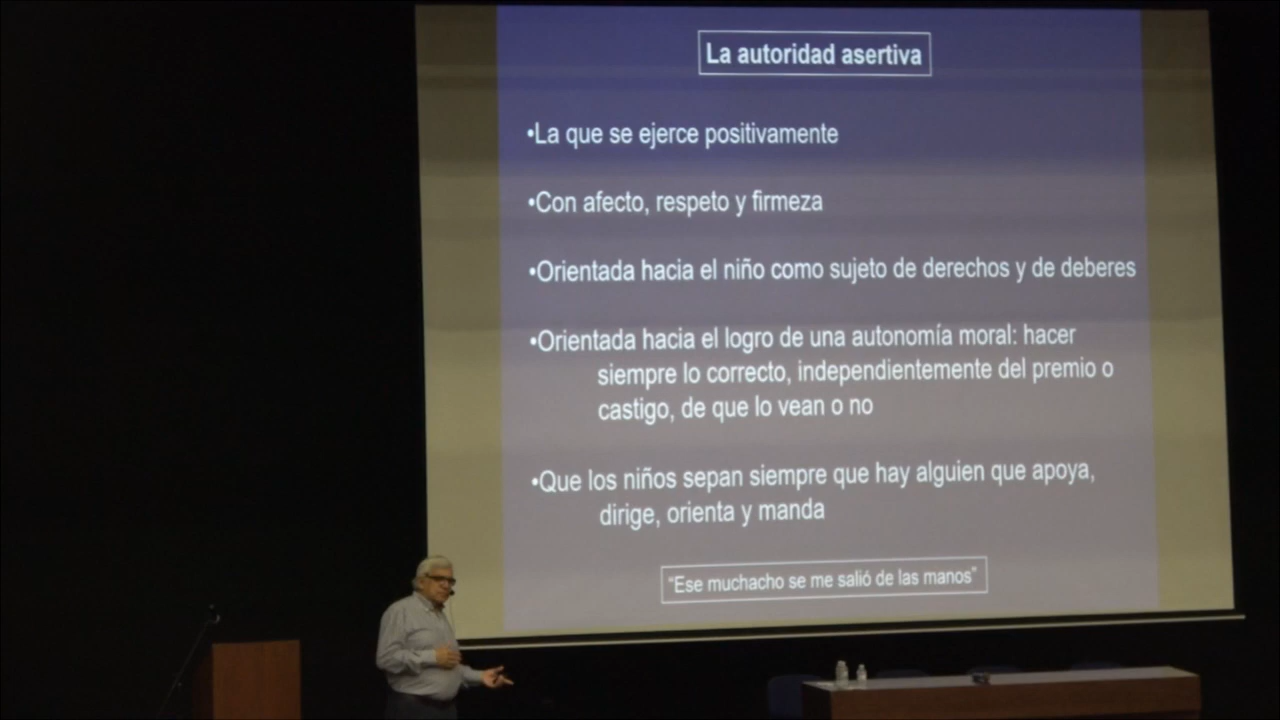 La autoridad asertiva
•La que se ejerce positivamente
•Con afecto, respeto y firmeza
•Orientada hacia el niño como sujeto de derechos y de deberes
•Orientada hacia el logro de una autonomía moral: hacer
siempre lo correcto, independientemente del premio o
castigo, de que lo vean o no
•Que los niños sepan siempre que hay alguien que apoya,
dirige, orienta y manda
“Ese muchacho se me salió de las manos”